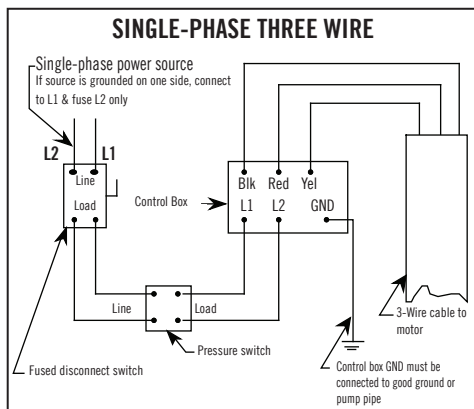 SINGLE-PHASE THREE WIRE
Single-phase power source
If source is grounded on one side, connect
to L1 & fuse L2 only
L2 L1
Line
Load
Control Box
Blk Red Yel
L1 L2 GND
Line
Load
Pressure switch
Fused disconnect switch
3-Wire cable to
motor
Control box GND must be
connected to good ground or
pump pipe